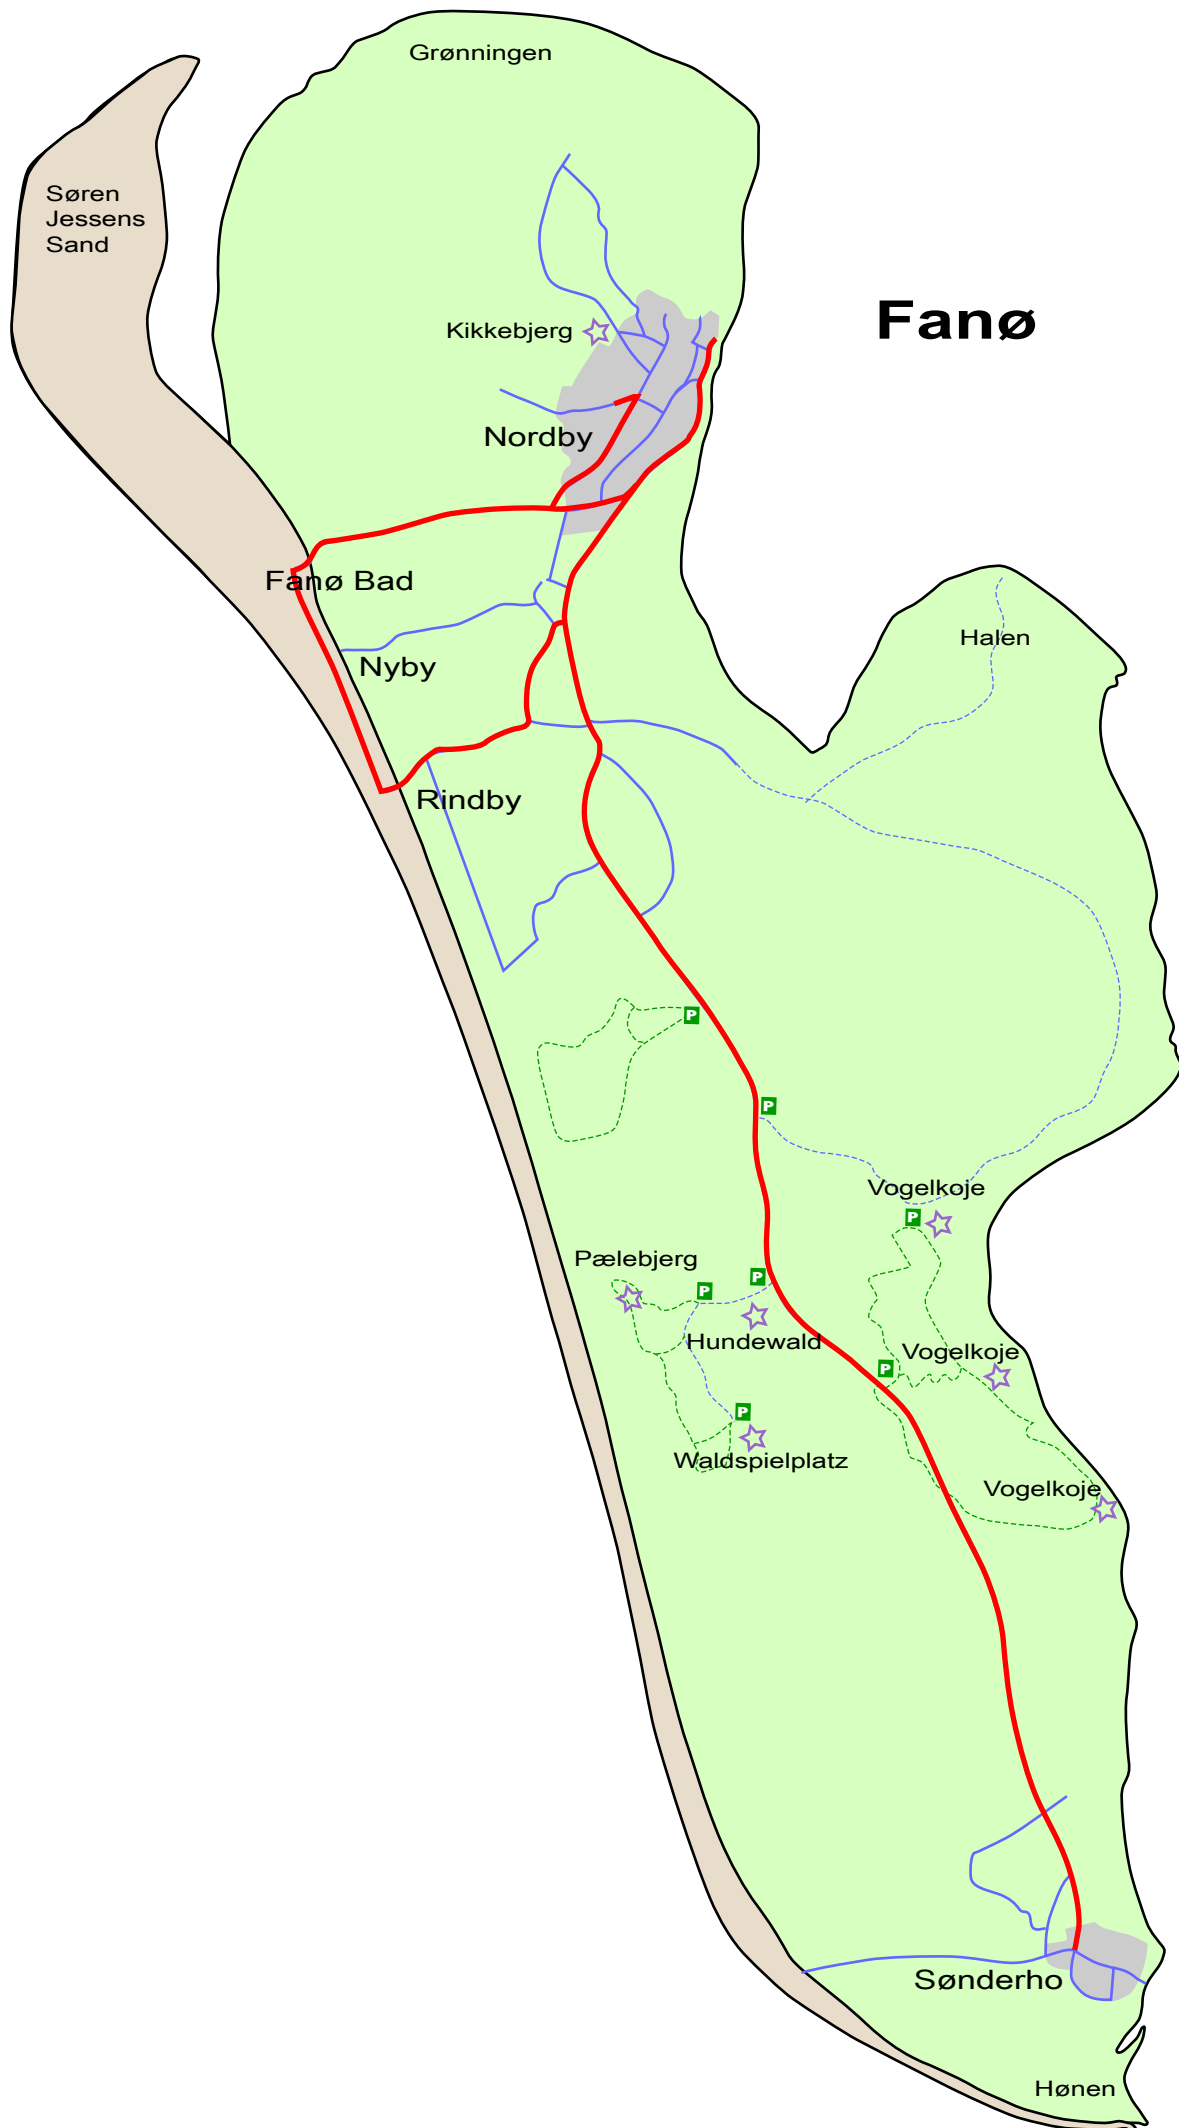 Grønningen
Søren
Jessens
Sand
Fanø
Kikkebjerg
Nordby
Fanø Bad
Halen
Nyby
Rindby
P
P
Vogelkoje
P
Pælebjerg
P
P
Hundewald
Vogelkoje
P
P
Waldspielplatz
Vogelkoje
Sønderho
Hønen